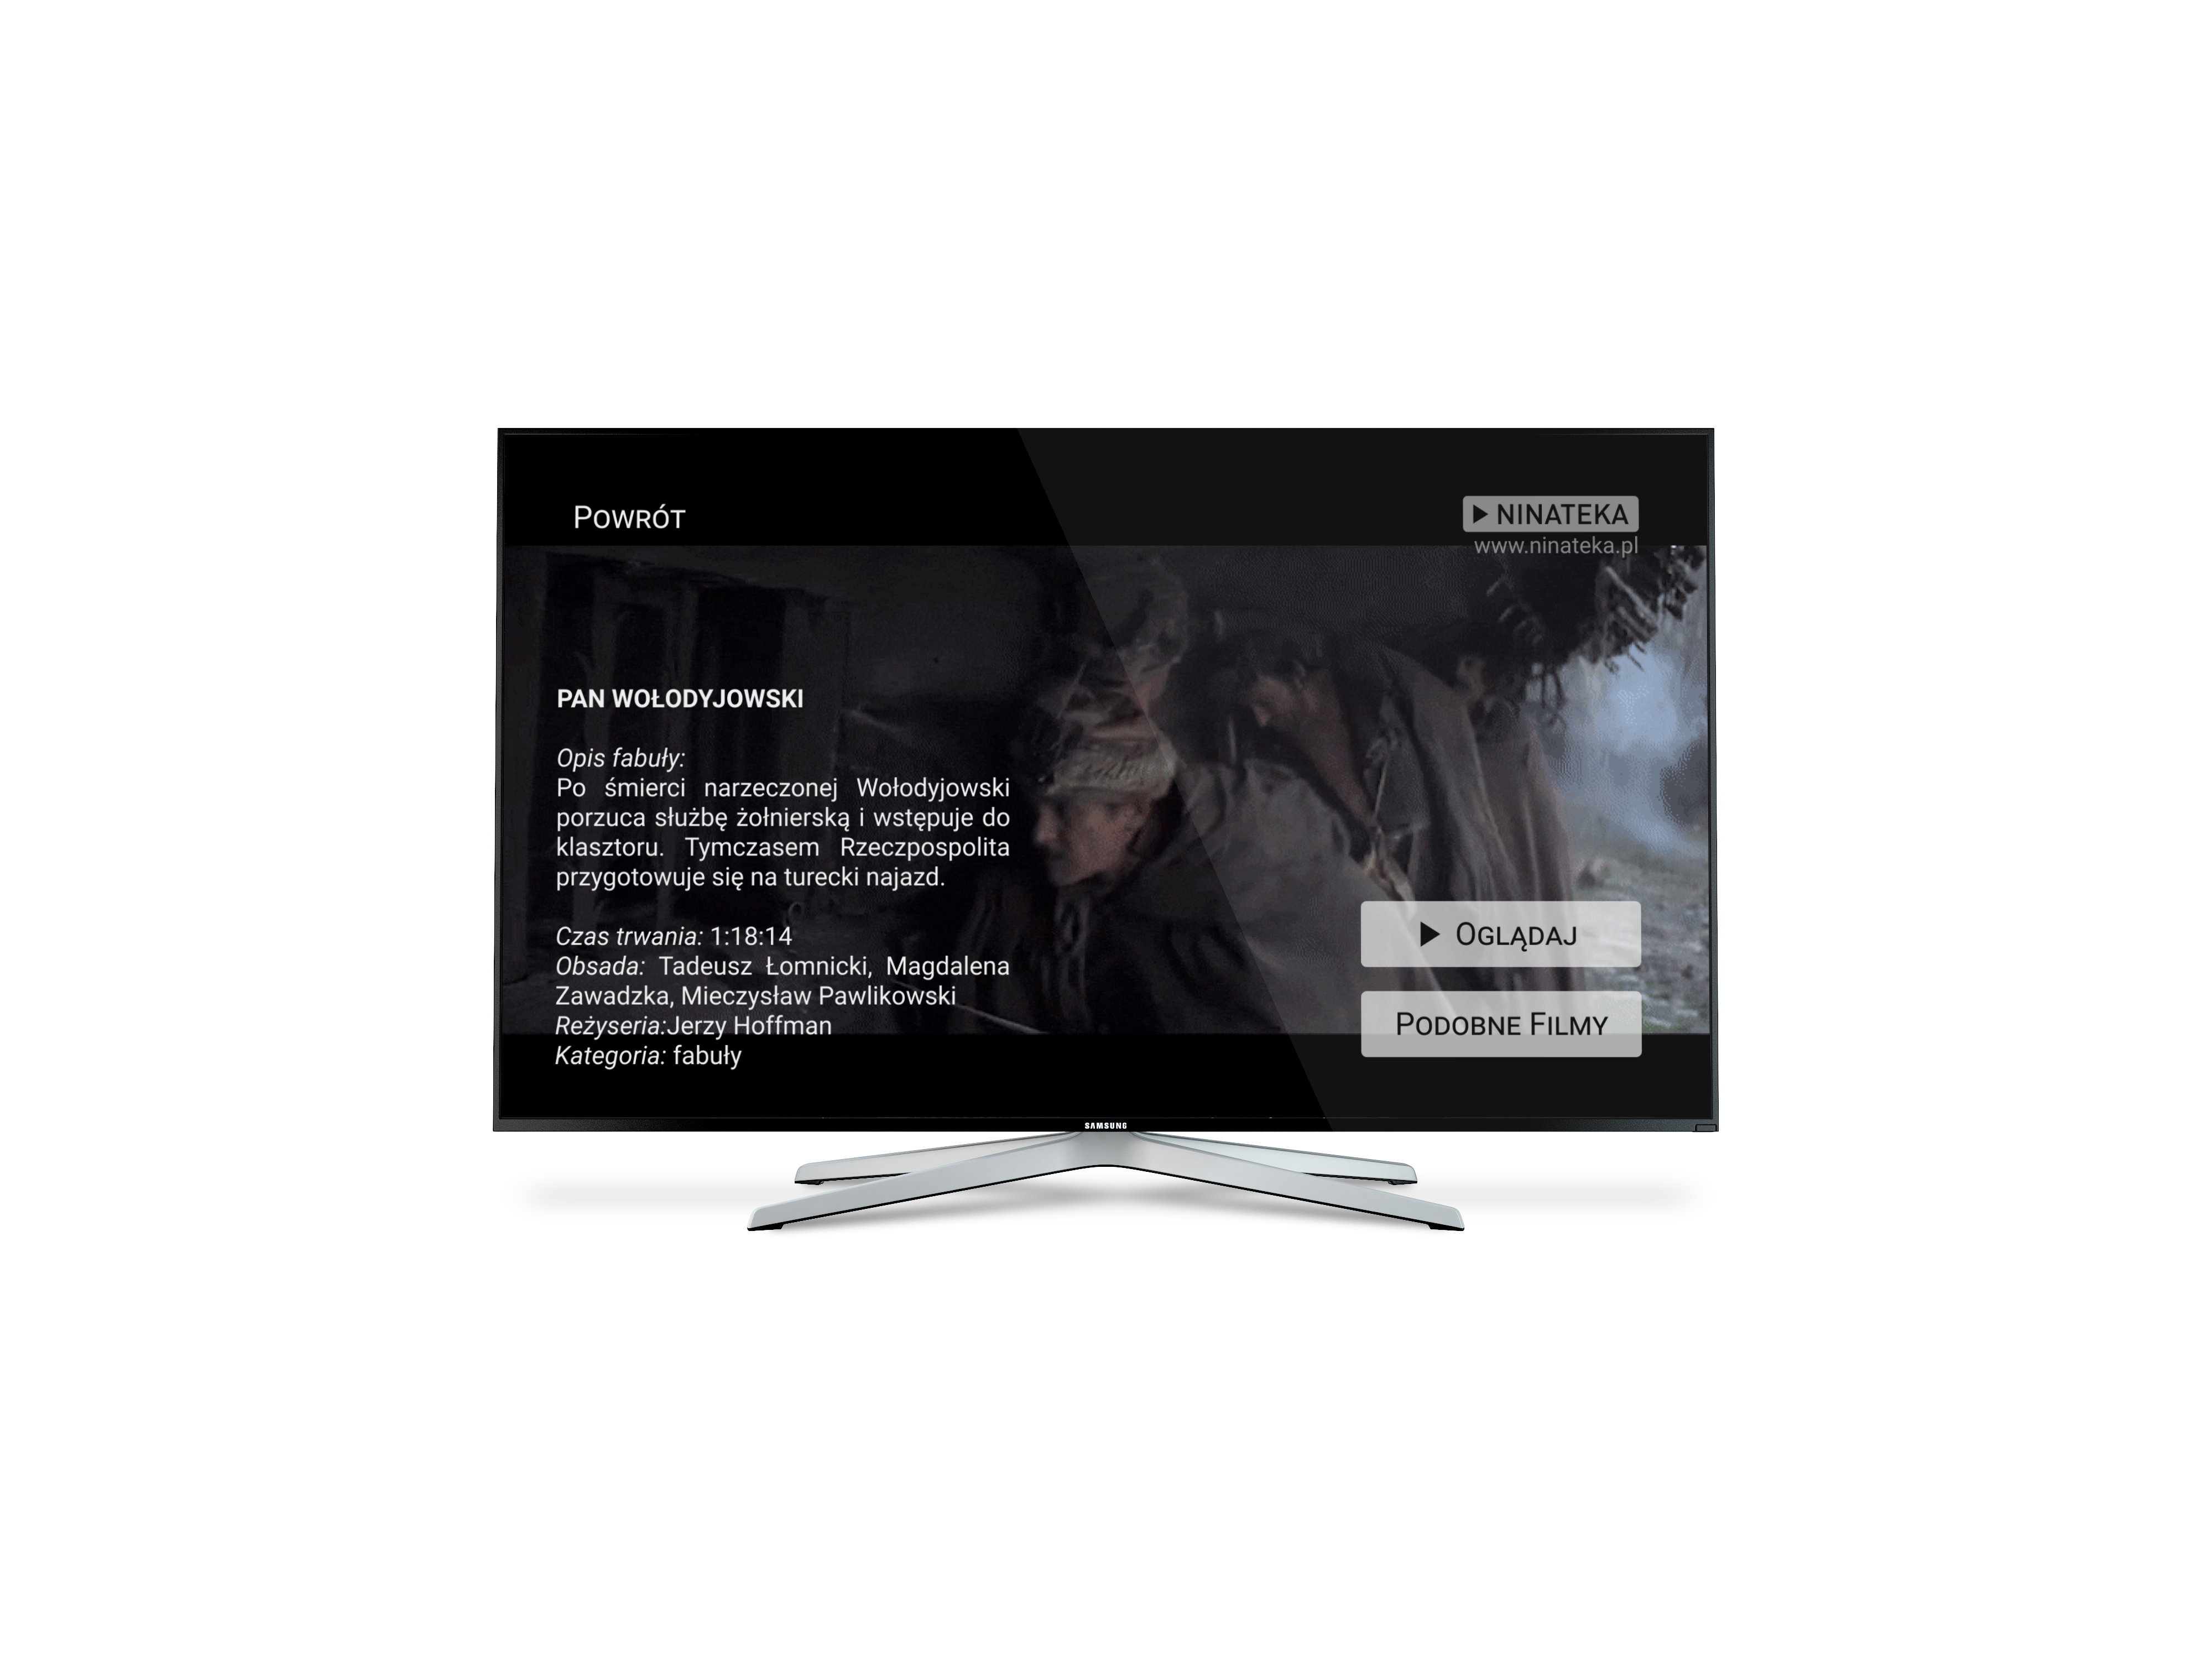 POWRÓT
NINATEKA
www.ninateka.pl
PAN WOŁODYJOWSKI
Opis fabuły:
Po śmierci narzeczonej Wołodyjowski
porzuca służbę żołnierską i wstępuje do
klasztoru. Tymczasem Rzeczpospolita
przygotowuje się na turecki najazd.
Czas trwania: 1:18:14
Obsada: Tadeusz Łomnicki, Magdalena
Zawadzka, Mieczysław Pawlikowski
Reżyseria:Jerzy Hoffman
Kategoria: fabuły
OGLĄDAJ
PODOBNE FILMY
SAMSUNG